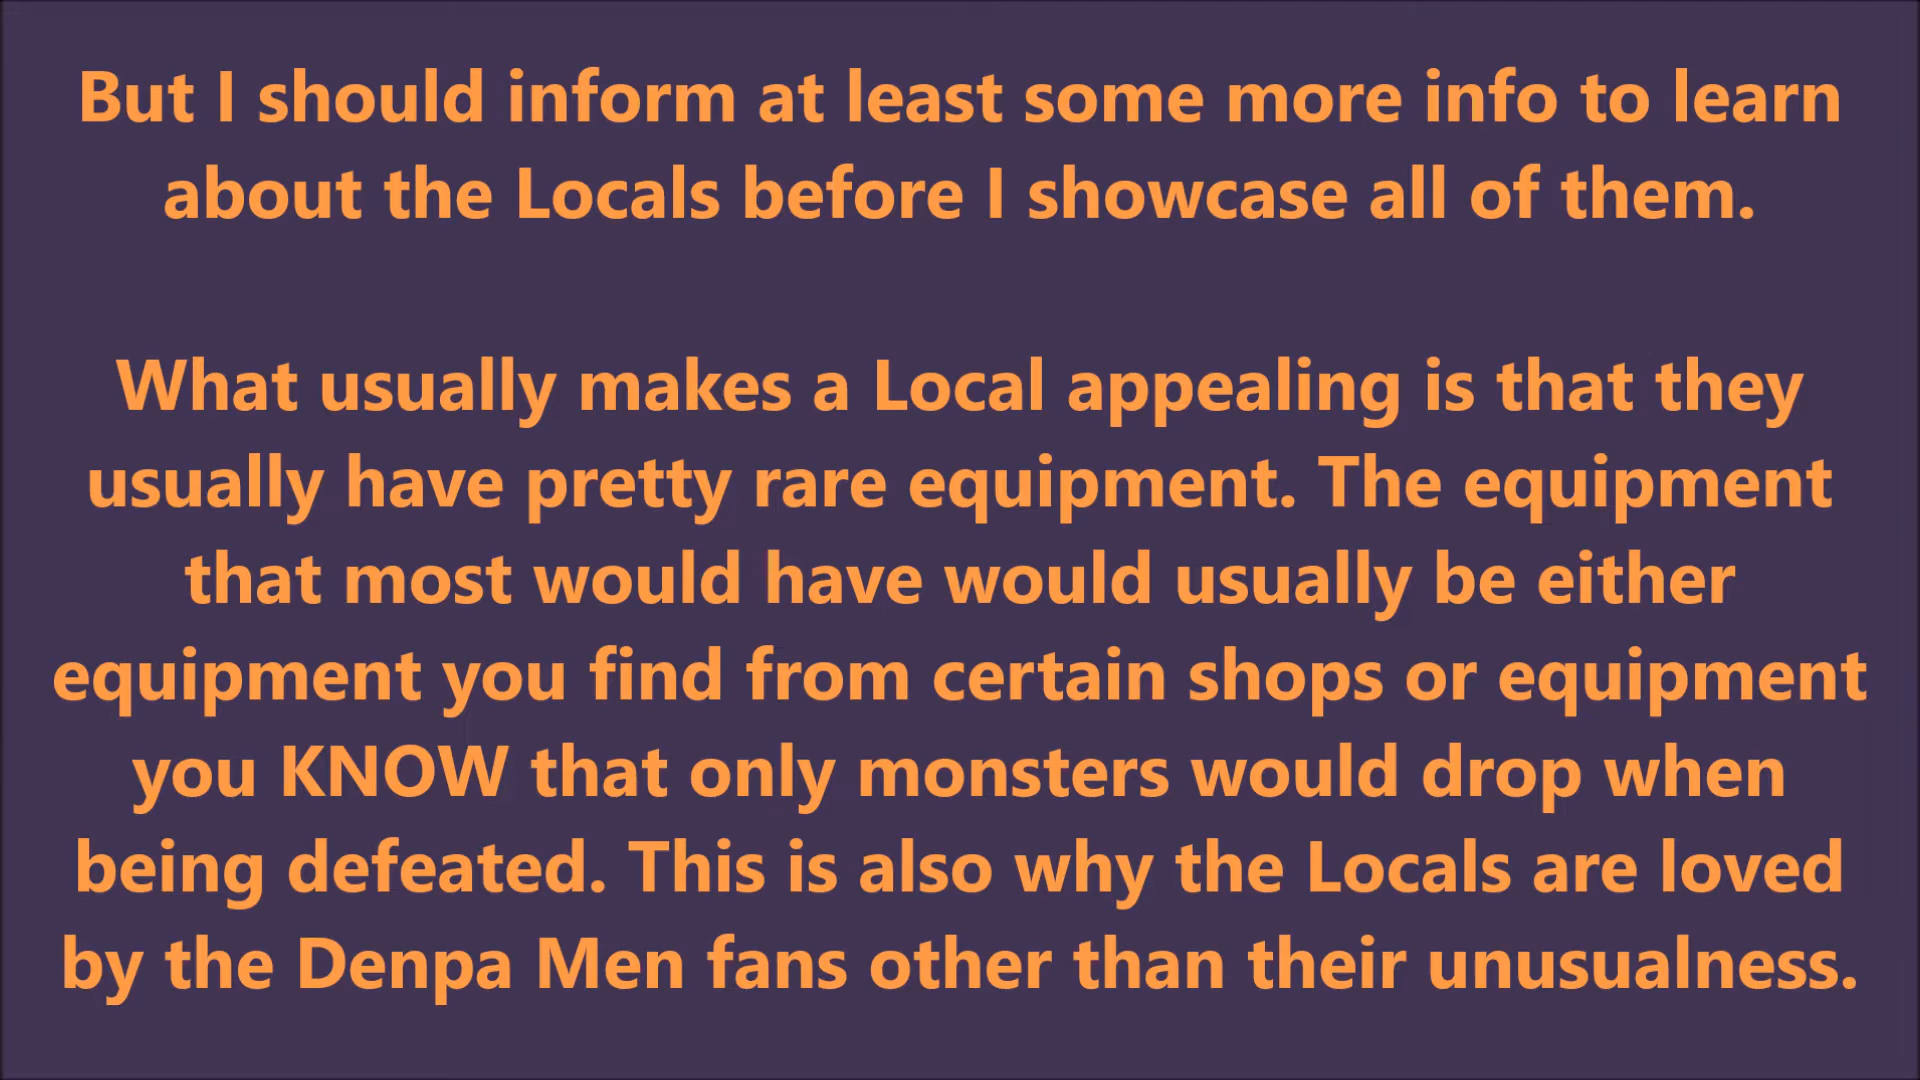 But I should inform at least some more info to learn
about the Locals before I showcase all of them.
What usually makes a Local appealing is that they
usually have pretty rare equipment. The equipment
that most would have would usually be either
equipment you find from certain shops or equipment
you KNOW that only monsters would drop when
being defeated. This is also why the Locals are loved
by the Denpa Men fans other than their unusualness.